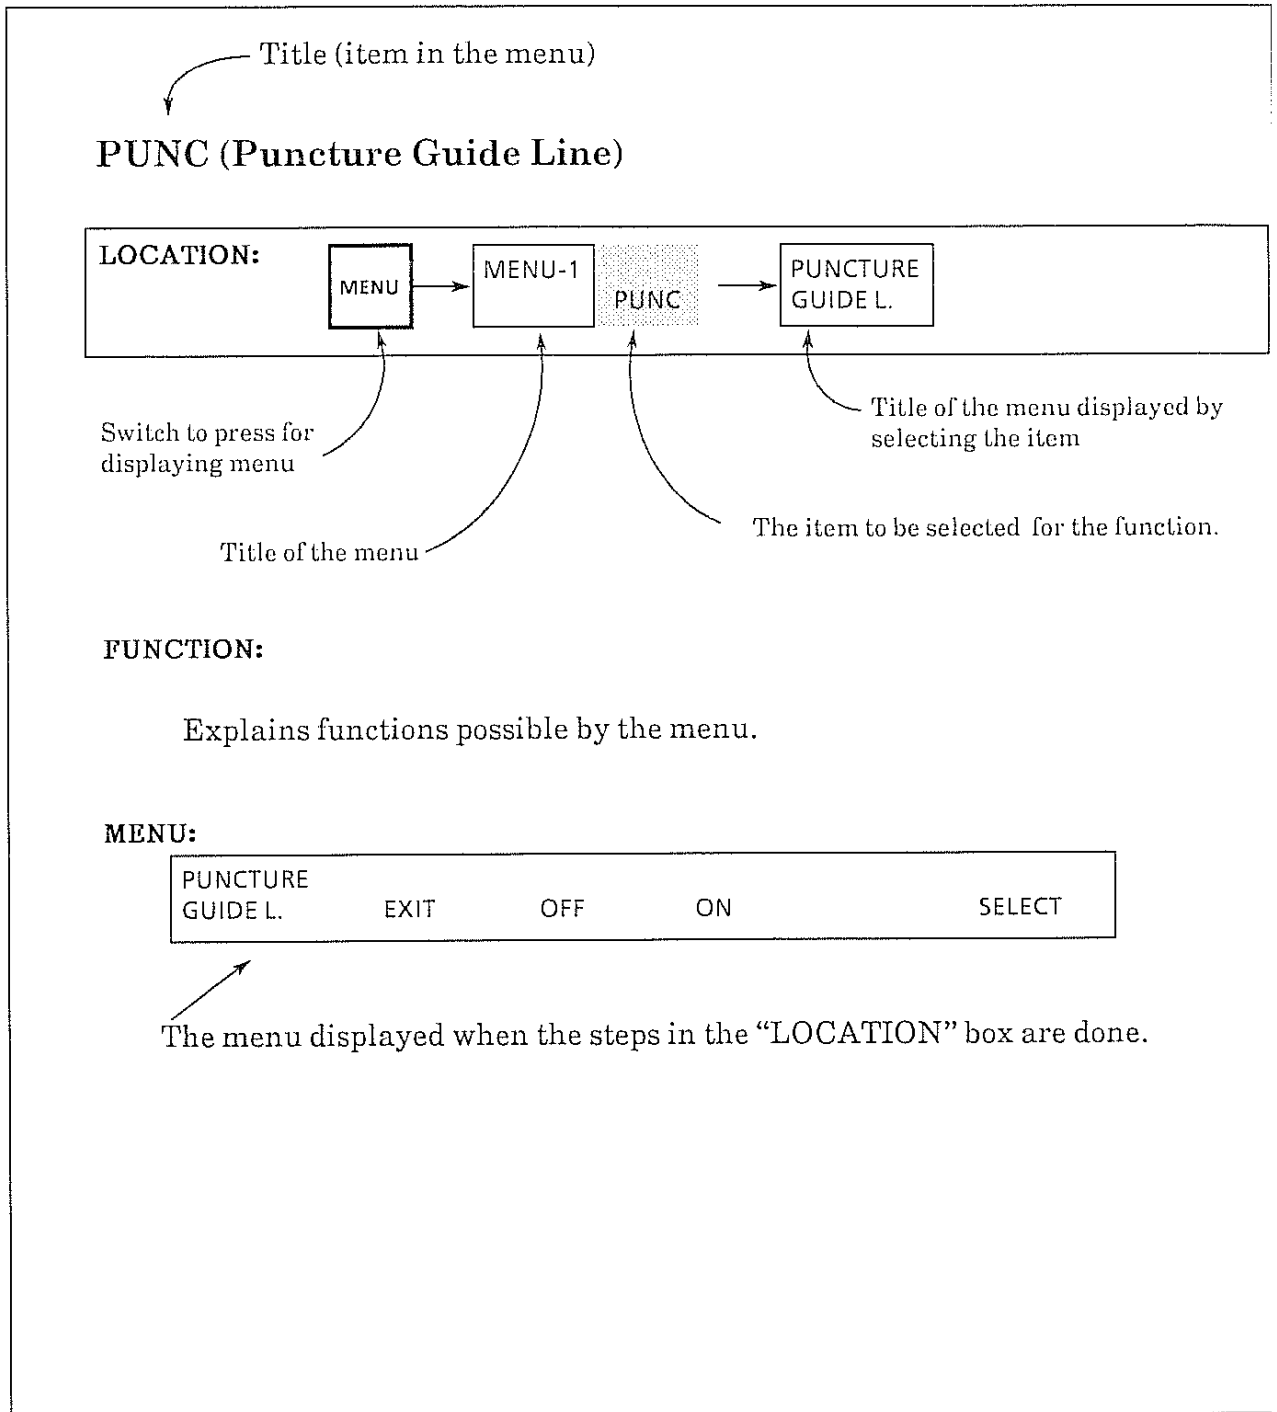 Title (item in the menu)
PUNC (Puncture Guide Line)
LOCATION:
MENU
MENU-1
PUNC
PUNCTURE
GUIDE L.
Switch to press for
displaying menu
Title of the menu displayed by
selecting the item
Title of the menu
The item to be selected for the function.
FUNCTION:
Explains functions possible by the menu.
MENU:
PUNCTURE
GUIDE L. EXIT OFF ON SELECT
The menu displayed when the steps in the “LOCATION” box are done.